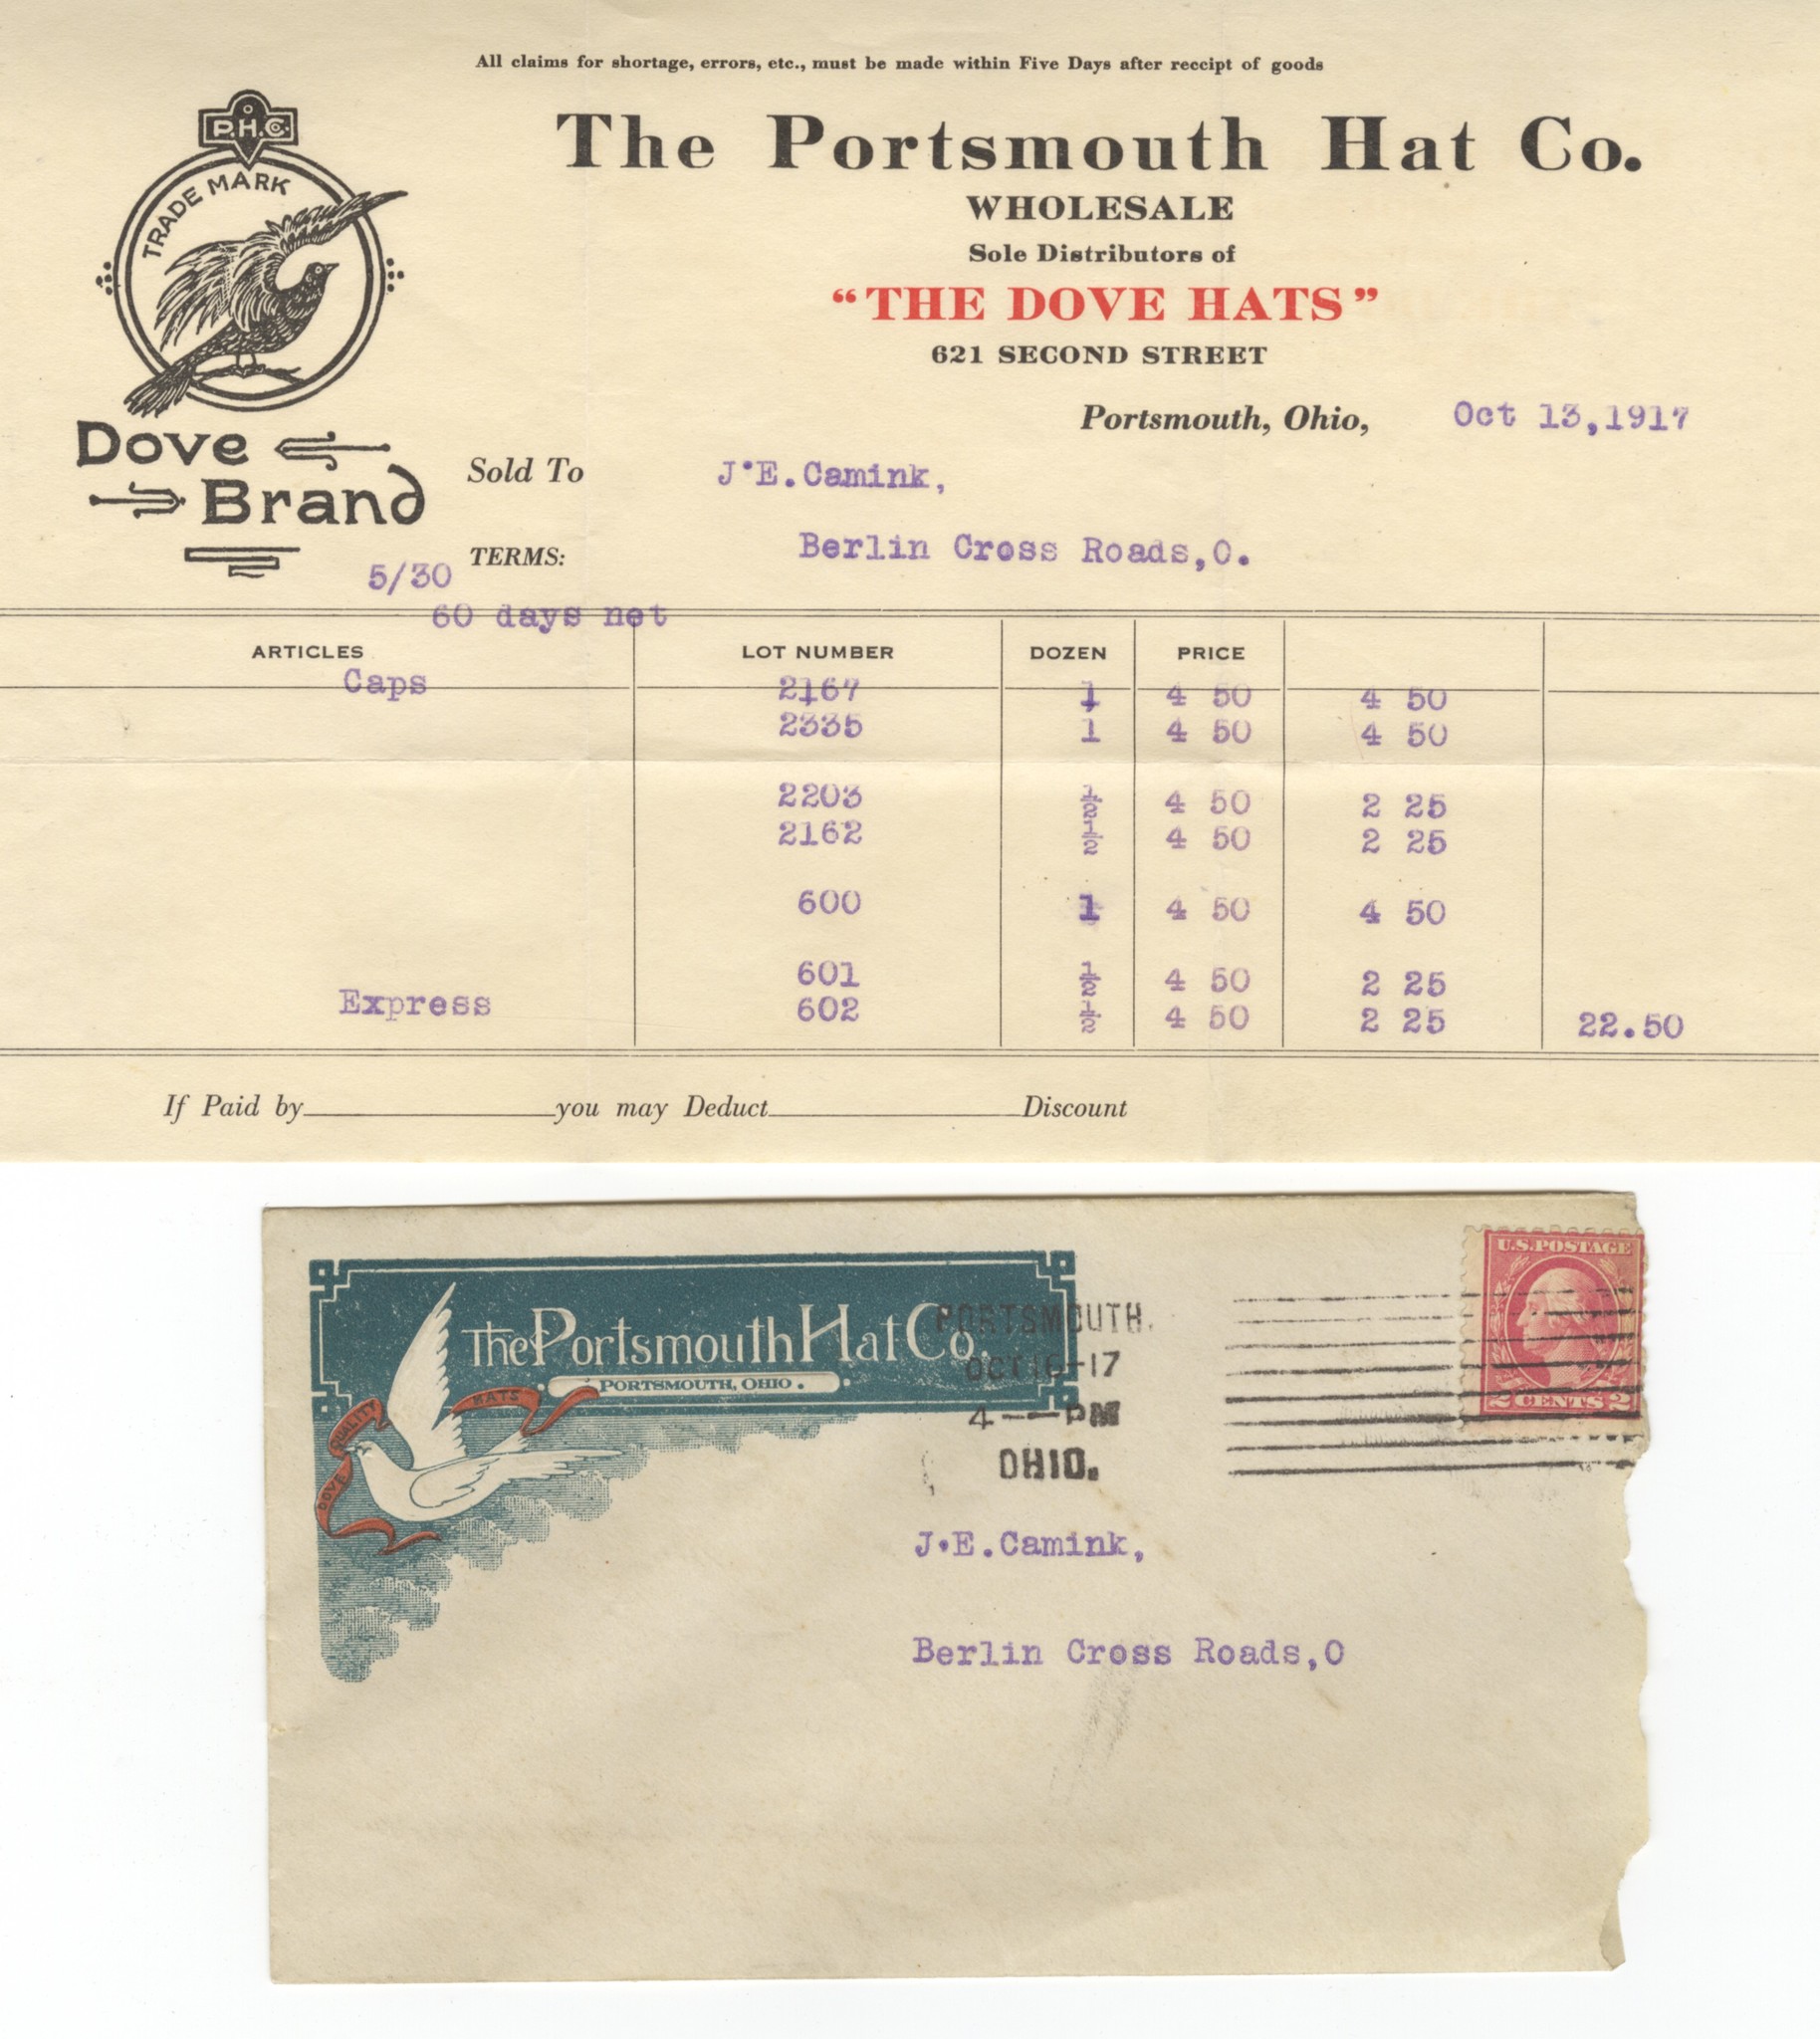 All claims for shortage, errors, etc., must be made within Five Days after receipt of goods
P.H.C.
TRADE MARK
Dove
Brand
The Portsmouth Hat Co.
WHOLESALE
Sole Distributors of
“THE DOVE HATS”
621 SECOND STREET
Portsmouth, Ohio, Oct 13,1917
Sold To J.E.Camink,
Berlin Cross Roads,O.
TERMS:
5/30
60 days net
ARTICLES LOT NUMBER DOZEN PRICE
Caps 2167 1 4 50 4 50
2335 1 4 50 4 50
2203 ½ 4 50 2 25
2162 ½ 4 50 2 25
600 1 4 50 4 50
601 ½ 4 50 2 25
Express 602 ½ 4 50 2 25 22.50
If Paid by you may Deduct Discount
The Portsmouth Hat Co.
PORTSMOUTH, OHIO.
DOVE QUALITY HATS
PORTSMOUTH.
OCT 16-17
4--PM
OHIO.
U.S.POSTAGE
2 CENTS 2
J.E.Camink,
Berlin Cross Roads,O